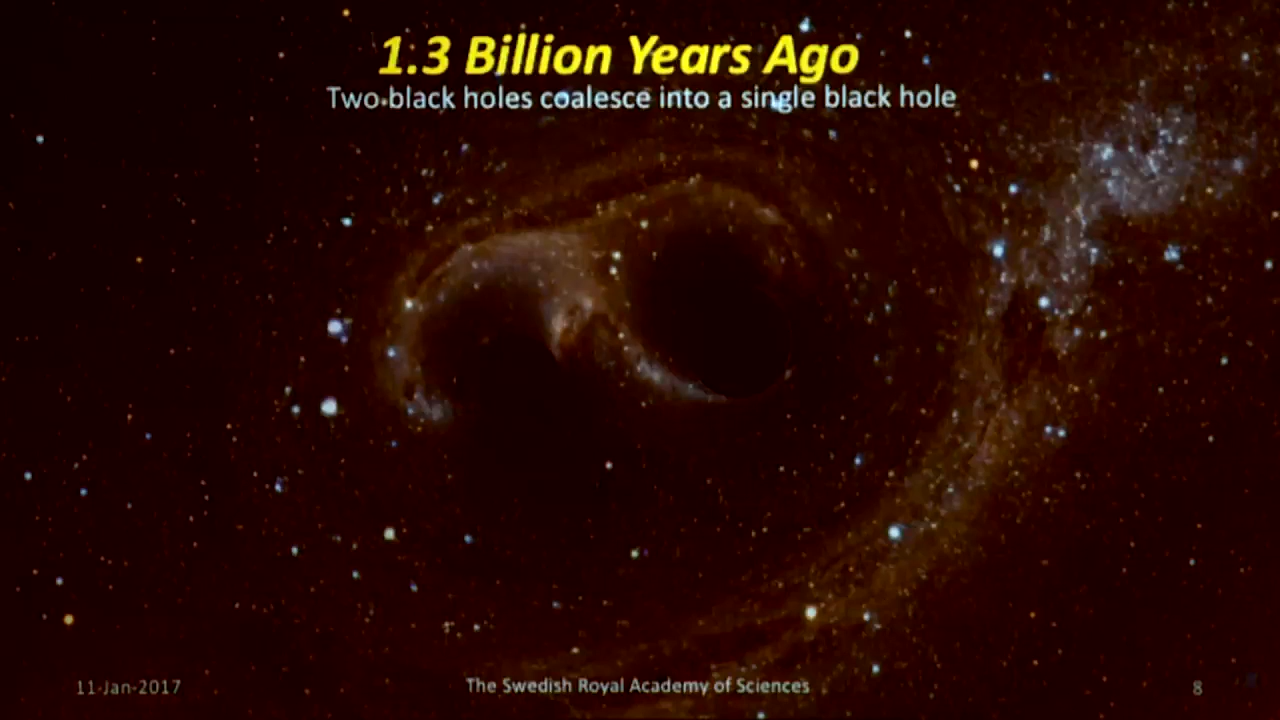 1.3 Billion Years Ago
Two black holes coalesce into a single black hole
11-Jan-2017
The Swedish Royal Academy of Sciences
8